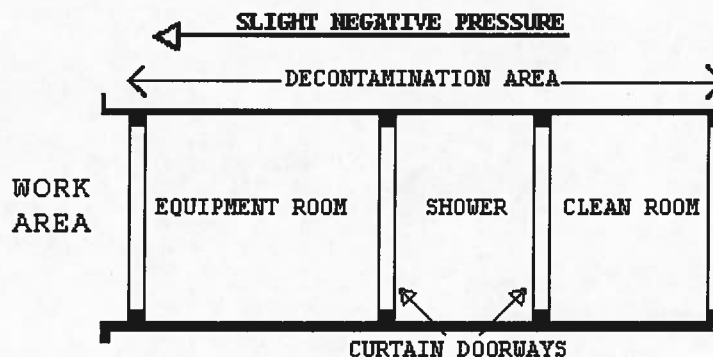 SLIGHT NEGATIVE PRESSURE
DECONTAMINATION AREA
WORK
AREA
EQUIPMENT ROOM
SHOWER
CLEAN ROOM
CURTAIN DOORWAYS